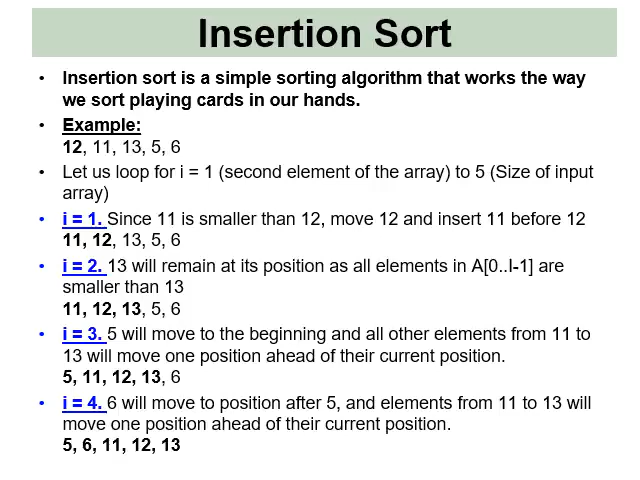 Insertion Sort
• Insertion sort is a simple sorting algorithm that works the way
we sort playing cards in our hands.
• Example:
12, 11, 13, 5, 6
• Let us loop for i = 1 (second element of the array) to 5 (Size of input
array)
• i = 1. Since 11 is smaller than 12, move 12 and insert 11 before 12
11, 12, 13, 5, 6
• i = 2. 13 will remain at its position as all elements in A[0..I-1] are
smaller than 13
11, 12, 13, 5, 6
• i = 3. 5 will move to the beginning and all other elements from 11 to
13 will move one position ahead of their current position.
5, 11, 12, 13, 6
• i = 4. 6 will move to position after 5, and elements from 11 to 13 will
move one position ahead of their current position.
5, 6, 11, 12, 13